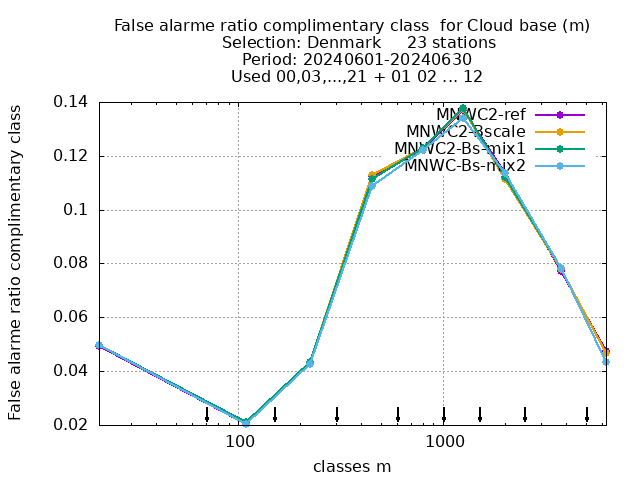 False alarme ratio complimentary class  for Cloud base (m)
Selection: Denmark     23 stations
Period: 20240601-20240630
Used 00,03,...,21 + 01 02 ... 12
False alarme ratio complimentary class
0.14
0.12
0.1
0.08
0.06
0.04
0.02
MNWC2-ref
MNWC2-Bscale
MNWC2-Bs-mix1
MNWC-Bs-mix2
100
1000
classes m